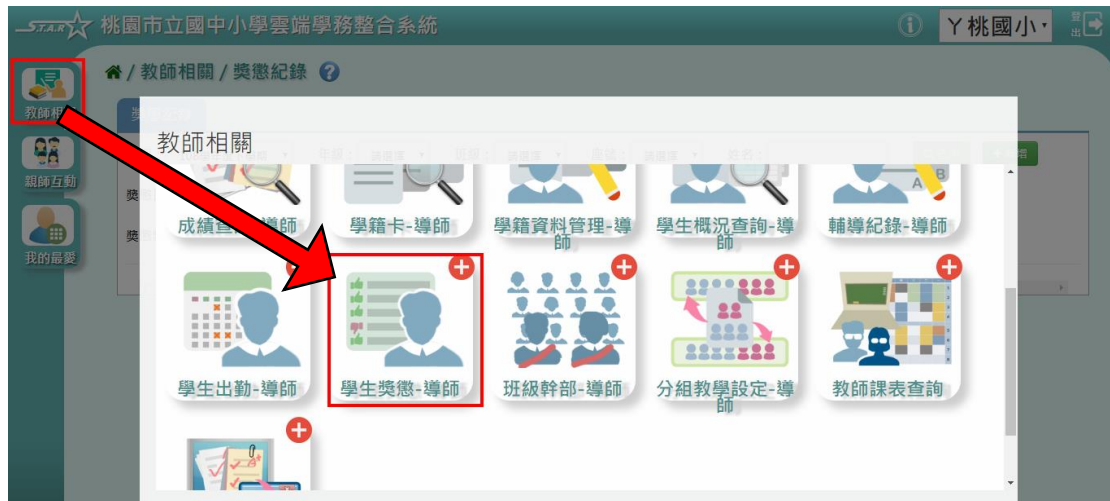 STAR 桃園市立國中小學雲端學務整合系統
ㄚ桃國小
登出
/ 教師相關 / 獎懲紀錄
教師相
親師互動
我的最愛
教師相關
學籍卡-導師
學籍資料管理-導師
學生概況查詢-導師
輔導紀錄-導師
學生出勤-導師
學生獎懲-導師
班級幹部-導師
分組教學設定-導師
教師課表查詢